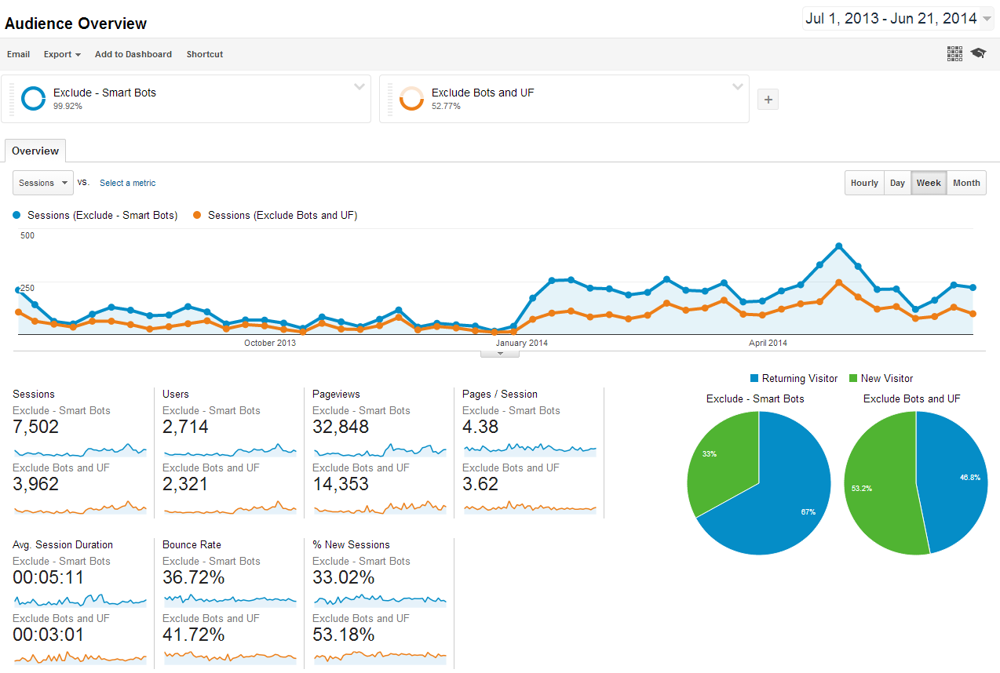 Audience Overview
Jul 1, 2013 - Jun 21, 2014
Email Export Add to Dashboard Shortcut
Exclude - Smart Bots
99.92%
Exclude Bots and UF
52.77%
+
Overview
Sessions vs. Select a metric
Hourly Day Week Month
Sessions (Exclude - Smart Bots) Sessions (Exclude Bots and UF)
500
250
October 2013 January 2014 April 2014
Returning Visitor New Visitor
Exclude - Smart Bots
33%
67%
Exclude Bots and UF
46.8%
53.2%
Sessions
Exclude - Smart Bots
7,502
Exclude Bots and UF
3,962
Users
Exclude - Smart Bots
2,714
Exclude Bots and UF
2,321
Pageviews
Exclude - Smart Bots
32,848
Exclude Bots and UF
14,353
Pages / Session
Exclude - Smart Bots
4.38
Exclude Bots and UF
3.62
Avg. Session Duration
Exclude - Smart Bots
00:05:11
Exclude Bots and UF
00:03:01
Bounce Rate
Exclude - Smart Bots
36.72%
Exclude Bots and UF
41.72%
% New Sessions
Exclude - Smart Bots
33.02%
Exclude Bots and UF
53.18%